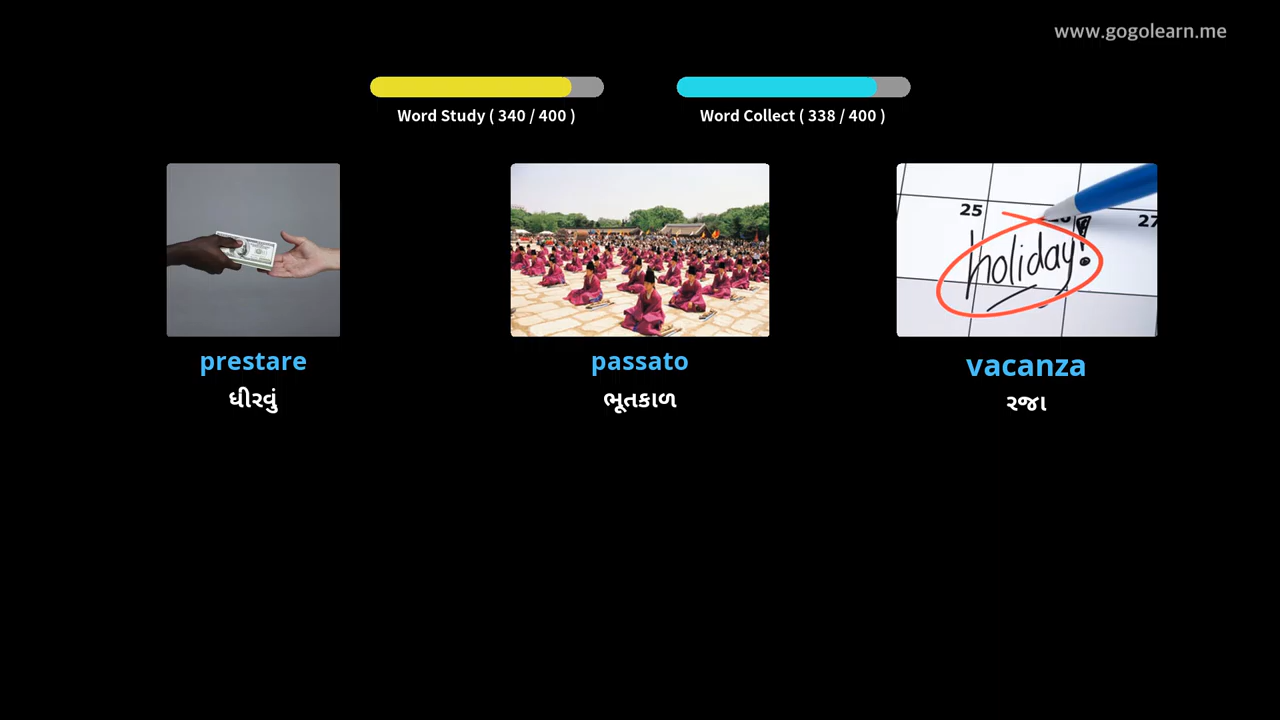 www.gogolearn.me
Word Study ( 340 / 400 )
Word Collect ( 338 / 400 )
25
27
holiday!
prestare
passato
vacanza
ધીરવું
ભૂતકાળ
રજા